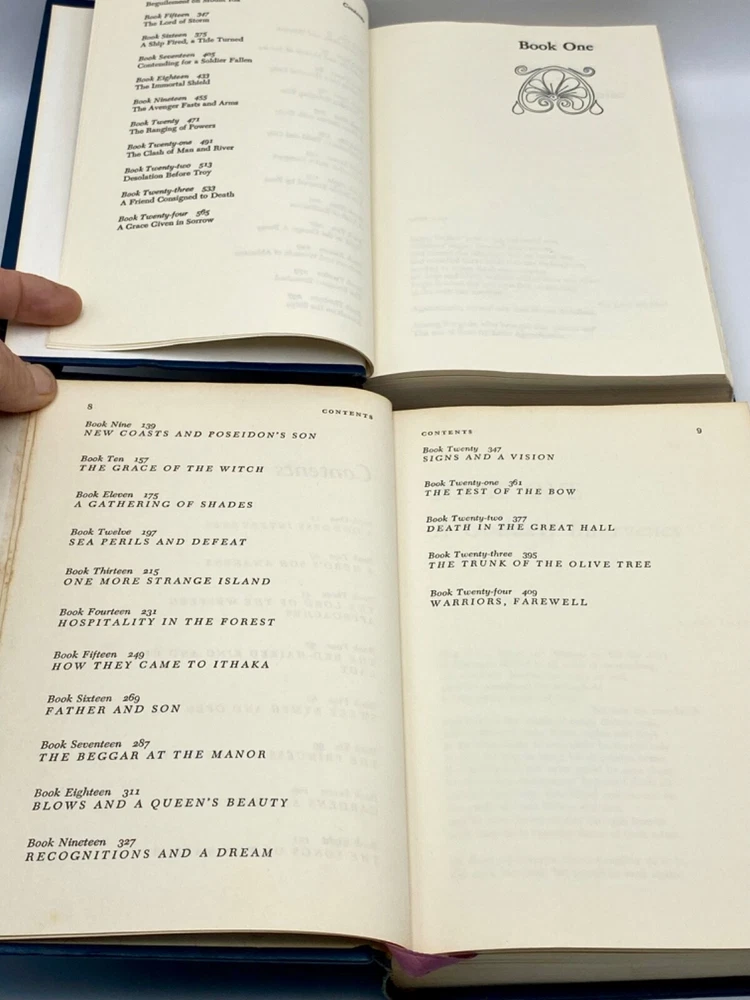 Beguilement on Mount Ida
Book Fifteen 347
The Lord of Storm
Book Sixteen 375
A Ship Fired, a Tide Turned
Book Seventeen 405
Contending for a Soldier Fallen
Book Eighteen 433
The Immortal Shield
Book Nineteen 455
The Avenger Fasts and Arms
Book Twenty 471
The Ranging of Powers
Book Twenty-one 491
The Clash of Man and River
Book Twenty-two 513
Desolation Before Troy
Book Twenty-three 533
A Friend Consigned to Death
Book Twenty-four 565
A Grace Given in Sorrow
Contents
Book One
8
CONTENTS
Book Nine 139
NEW COASTS AND POSEIDON'S SON
Book Ten 157
THE GRACE OF THE WITCH
Book Eleven 175
A GATHERING OF SHADES
Book Twelve 197
SEA PERILS AND DEFEAT
Book Thirteen 215
ONE MORE STRANGE ISLAND
Book Fourteen 231
HOSPITALITY IN THE FOREST
Book Fifteen 249
HOW THEY CAME TO ITHAKA
Book Sixteen 269
FATHER AND SON
Book Seventeen 287
THE BEGGAR AT THE MANOR
Book Eighteen 311
BLOWS AND A QUEEN'S BEAUTY
Book Nineteen 327
RECOGNITIONS AND A DREAM
CONTENTS
9
Book Twenty 347
SIGNS AND A VISION
Book Twenty-one 361
THE TEST OF THE BOW
Book Twenty-two 377
DEATH IN THE GREAT HALL
Book Twenty-three 395
THE TRUNK OF THE OLIVE TREE
Book Twenty-four 409
WARRIORS, FAREWELL